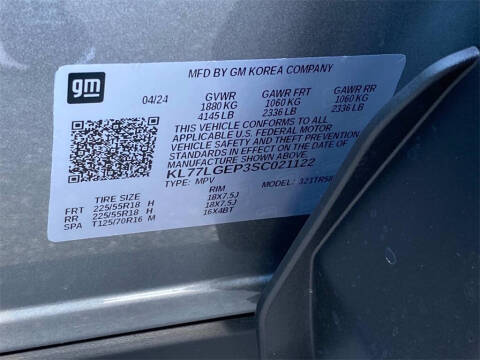 gm
MFD BY GM KOREA COMPANY
04/24 GVWR GAWR FRT GAWR RR
1880 KG 1060 KG 1060 KG
4145 LB 2336 LB 2336 LB
THIS VEHICLE CONFORMS TO ALL
APPLICABLE U.S. FEDERAL MOTOR
VEHICLE SAFETY AND THEFT PREVENTION
STANDARDS IN EFFECT ON THE DATE OF
MANUFACTURE SHOWN ABOVE.
KL77LGEP3SC021122
TYPE: MPV MODEL:
TIRE SIZE RIM
FRT 225/55R18 H 18X7.5J
RR 225/55R18 H 18X7.5J
SPA T125/70R16 M 16X4BT